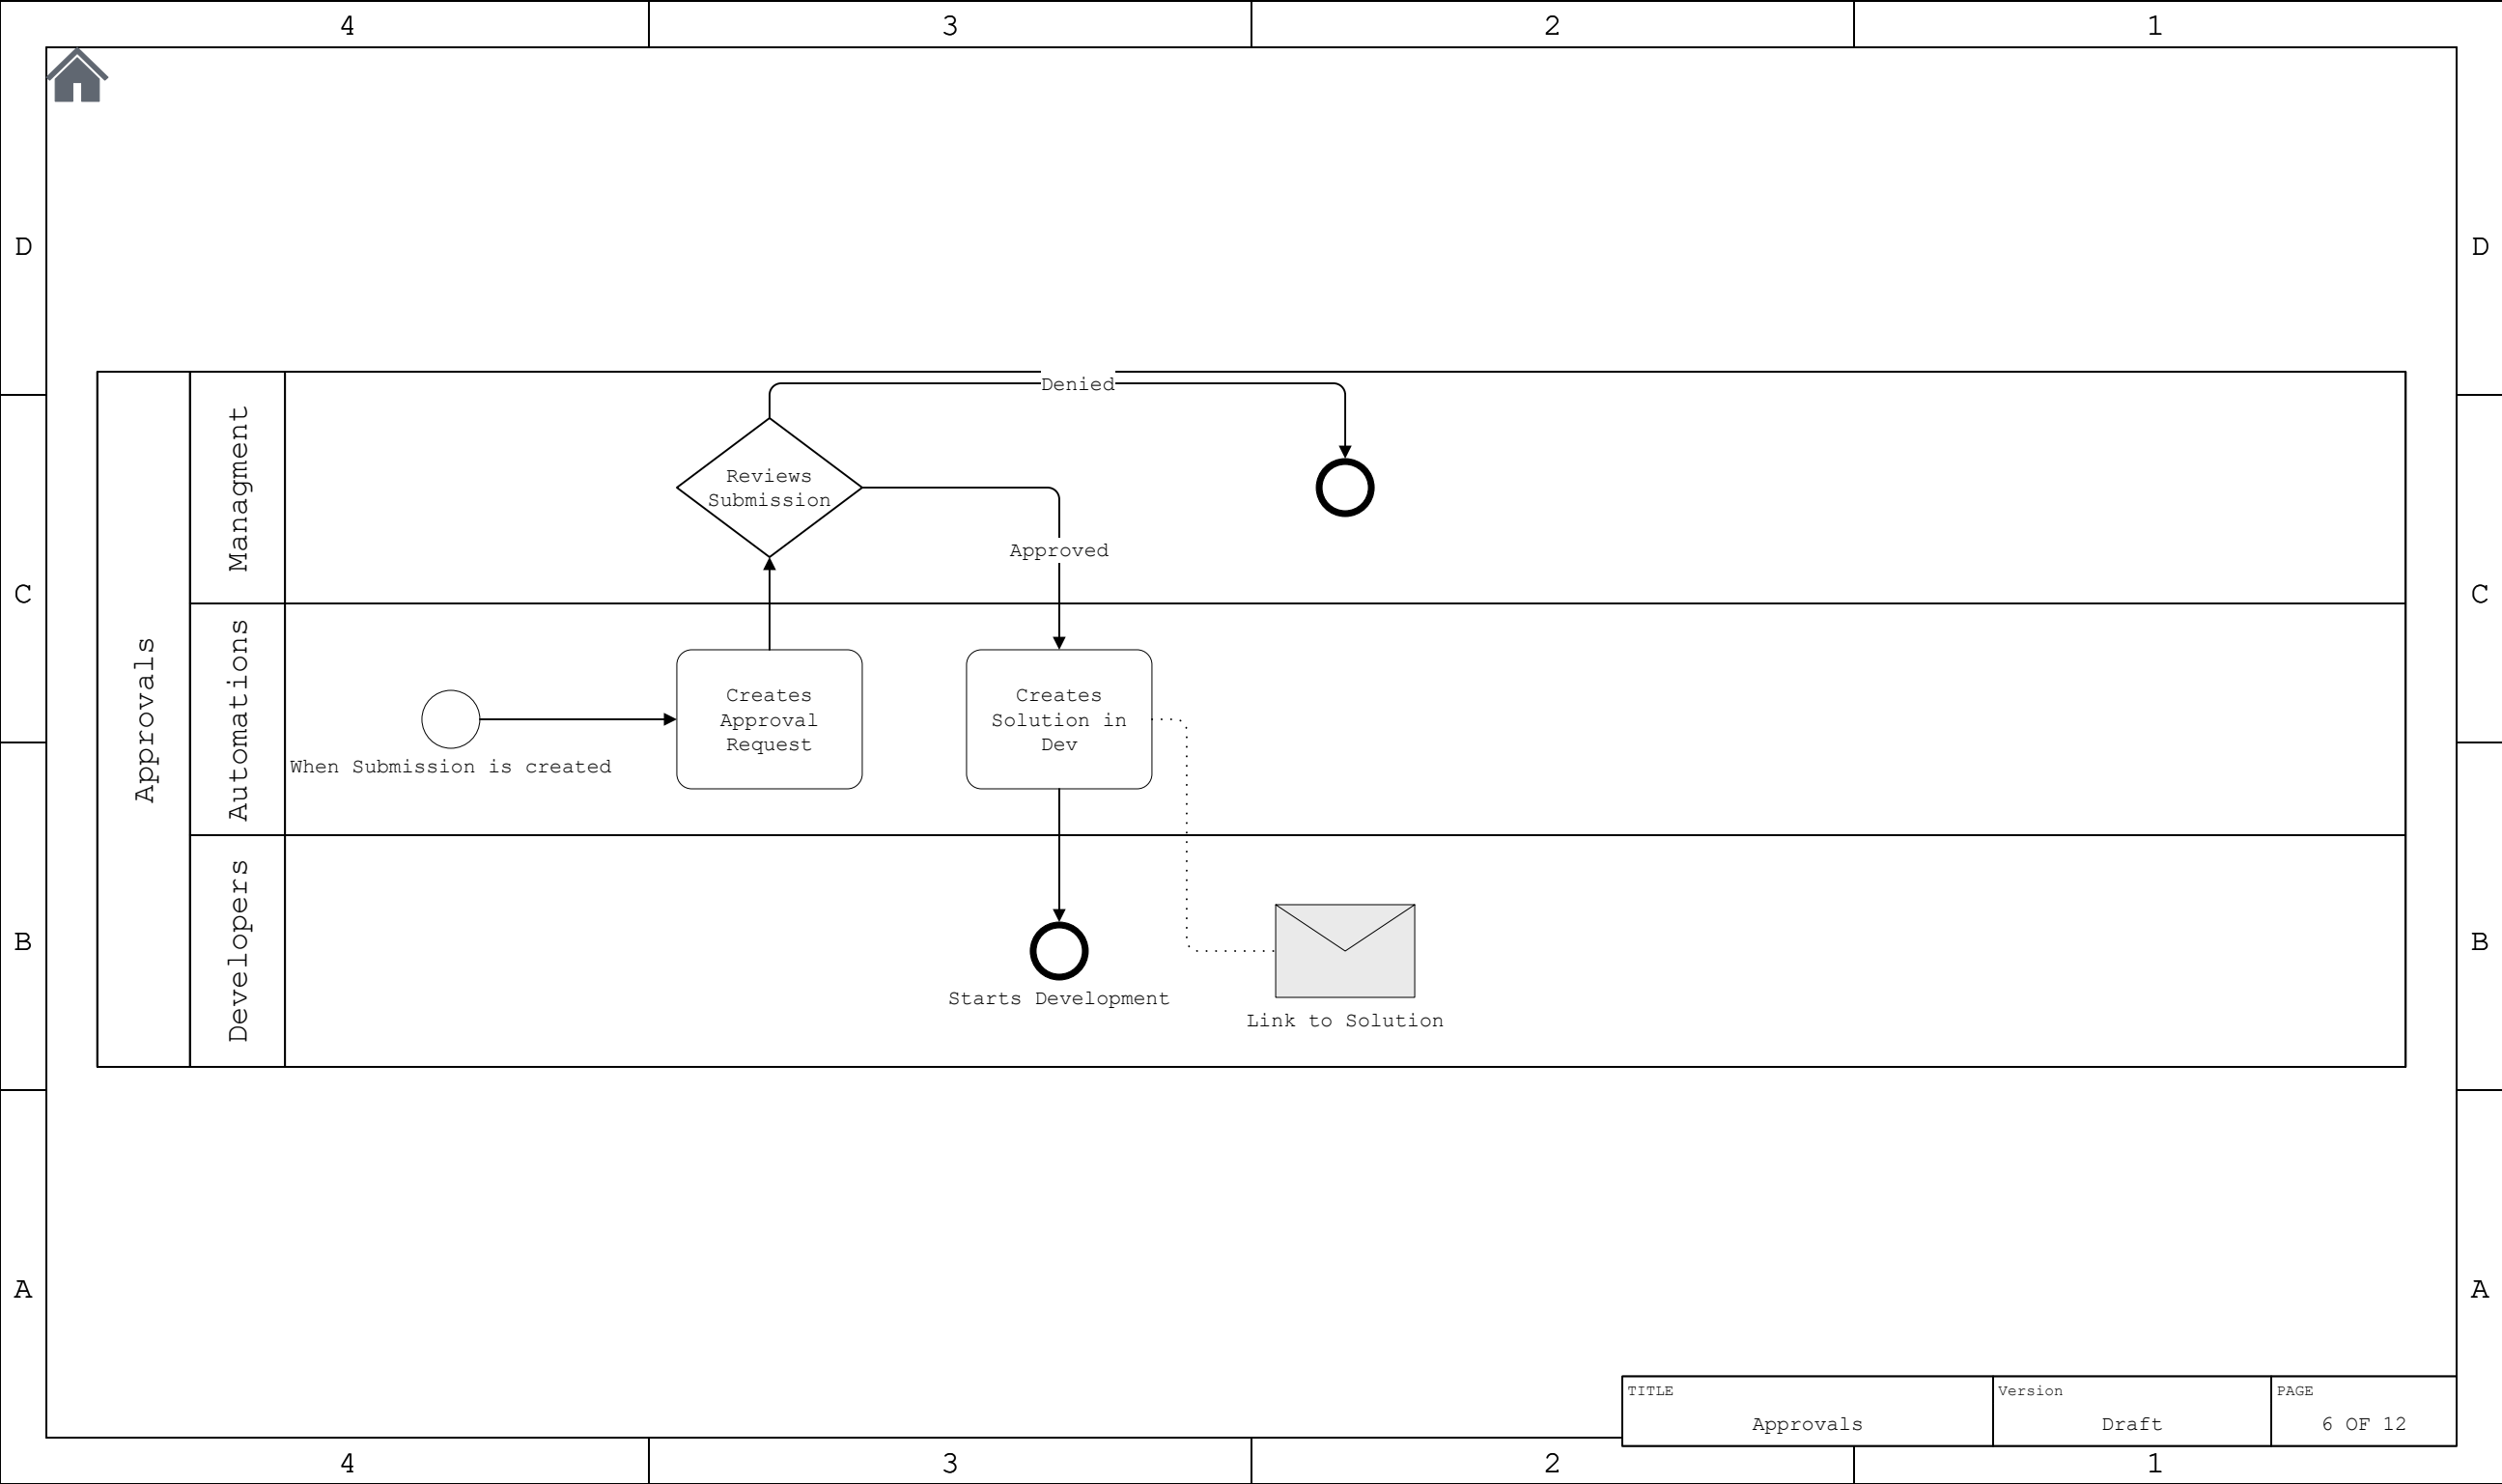 4 3 2 1
D D
Denied
Managment
Reviews
Submission
Approved
C C
Approvals
Automations
Creates
Approval
Request
Creates
Solution in
Dev
When Submission is created
Developers
B B
Starts Development
Link to Solution
A A
TITLE Version PAGE
Approvals Draft 6 OF 12
4 3 2 1